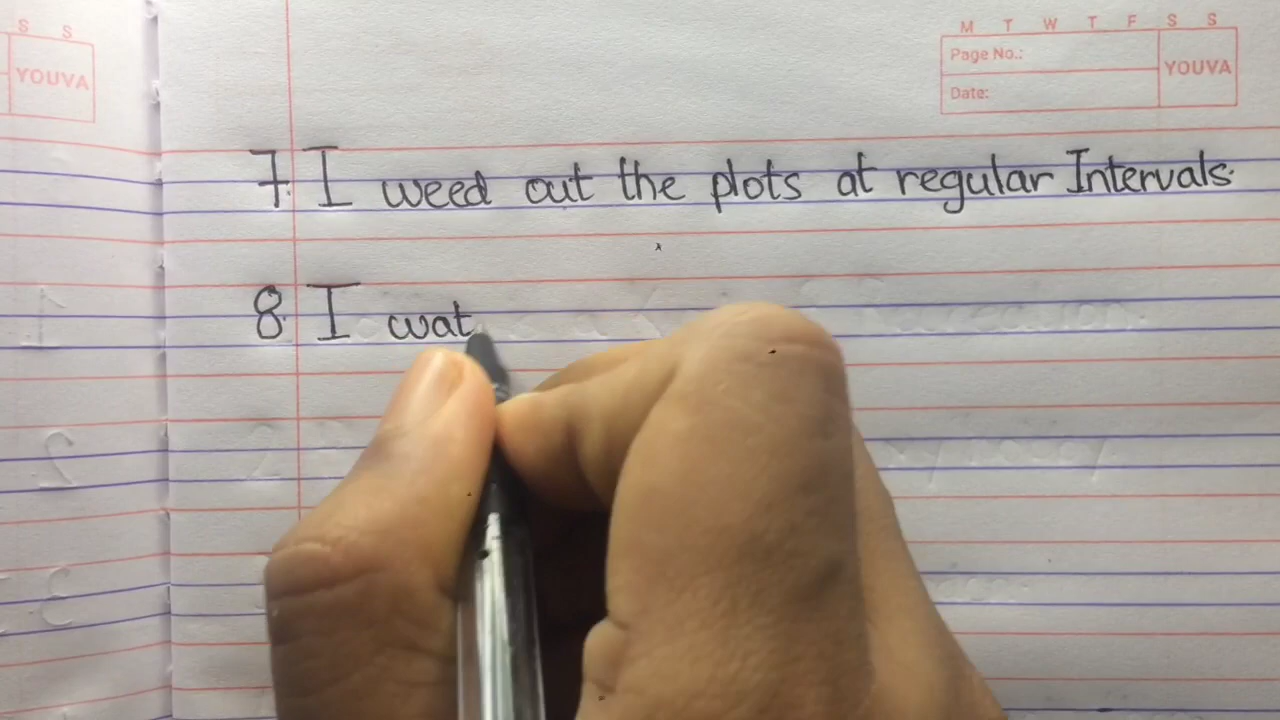 S S
YOUVA
M T W T F S S
Page No.:
YOUVA
Date:
7. I weed out the plots at regular Intervals.
8. I wat